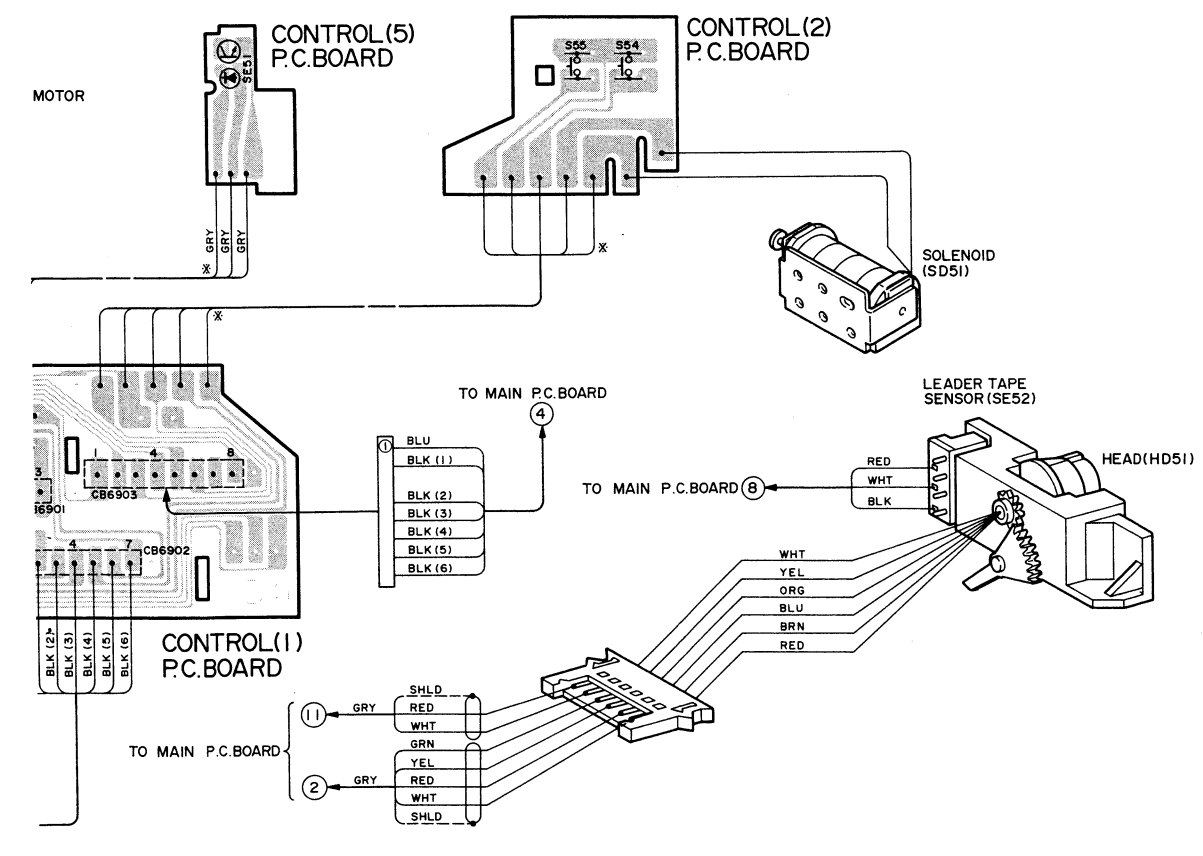 CONTROL(5)
P.C.BOARD
CONTROL(2)
P.C.BOARD
MOTOR
SE51
S55
S54
GRY
GRY
GRY
※
※
※
SOLENOID
(SD51)
TO MAIN P.C.BOARD
4
LEADER TAPE
SENSOR(SE52)
HEAD(HD51)
1
4
8
CB6903
3
4
7
CB6902
1
BLU
BLK(1)
BLK(2)
BLK(3)
BLK(4)
BLK(5)
BLK(6)
TO MAIN P.C.BOARD 8
RED
WHT
BLK
WHT
YEL
ORG
BLU
BRN
RED
BLK(2)
BLK(3)
BLK(4)
BLK(5)
BLK(6)
CONTROL(1)
P.C.BOARD
TO MAIN P.C.BOARD
11
GRY
SHLD
RED
WHT
GRN
YEL
2
GRY
RED
WHT
SHLD